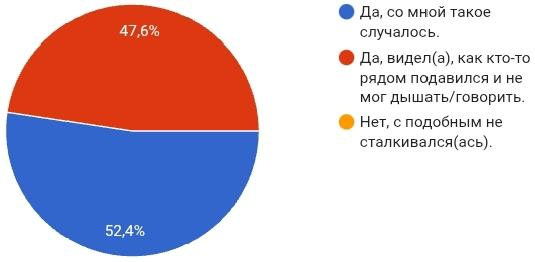 47,6%
52,4%
Да, со мной такое
случалось.
Да, видел(а), как кто-то
рядом подавился и не
мог дышать/говорить.
Нет, с подобным не
сталкивался(ась).